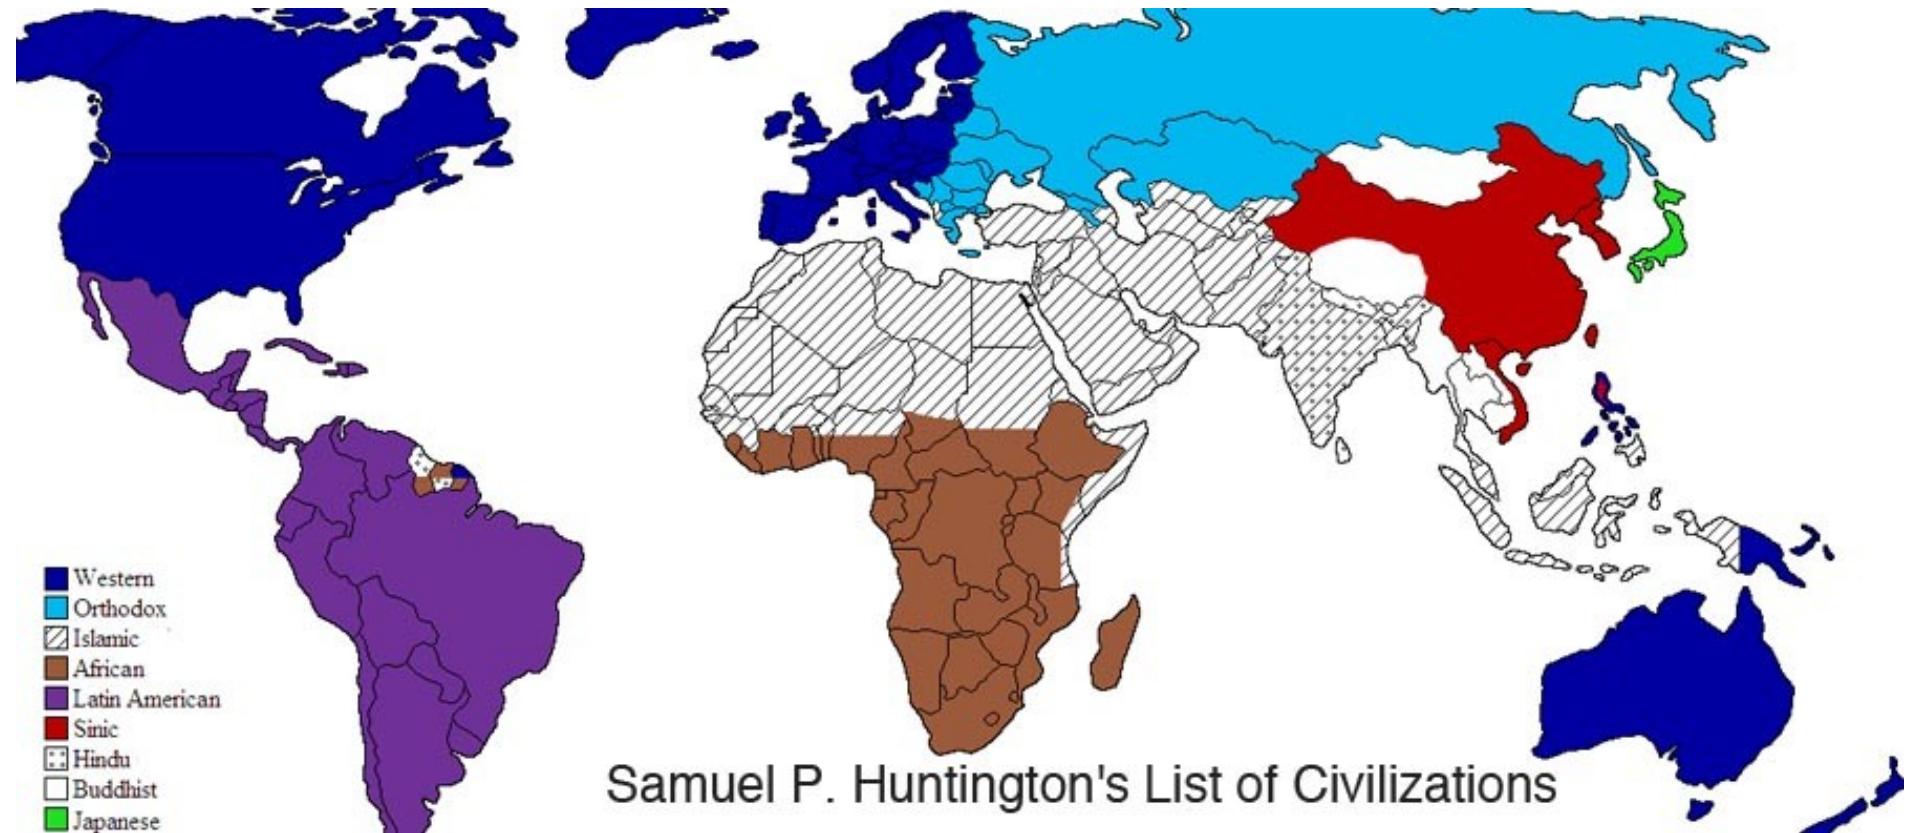 Western
Orthodox
Islamic
African
Latin American
Sinic
Hindu
Buddhist
Japanese
Samuel P. Huntington's List of Civilizations